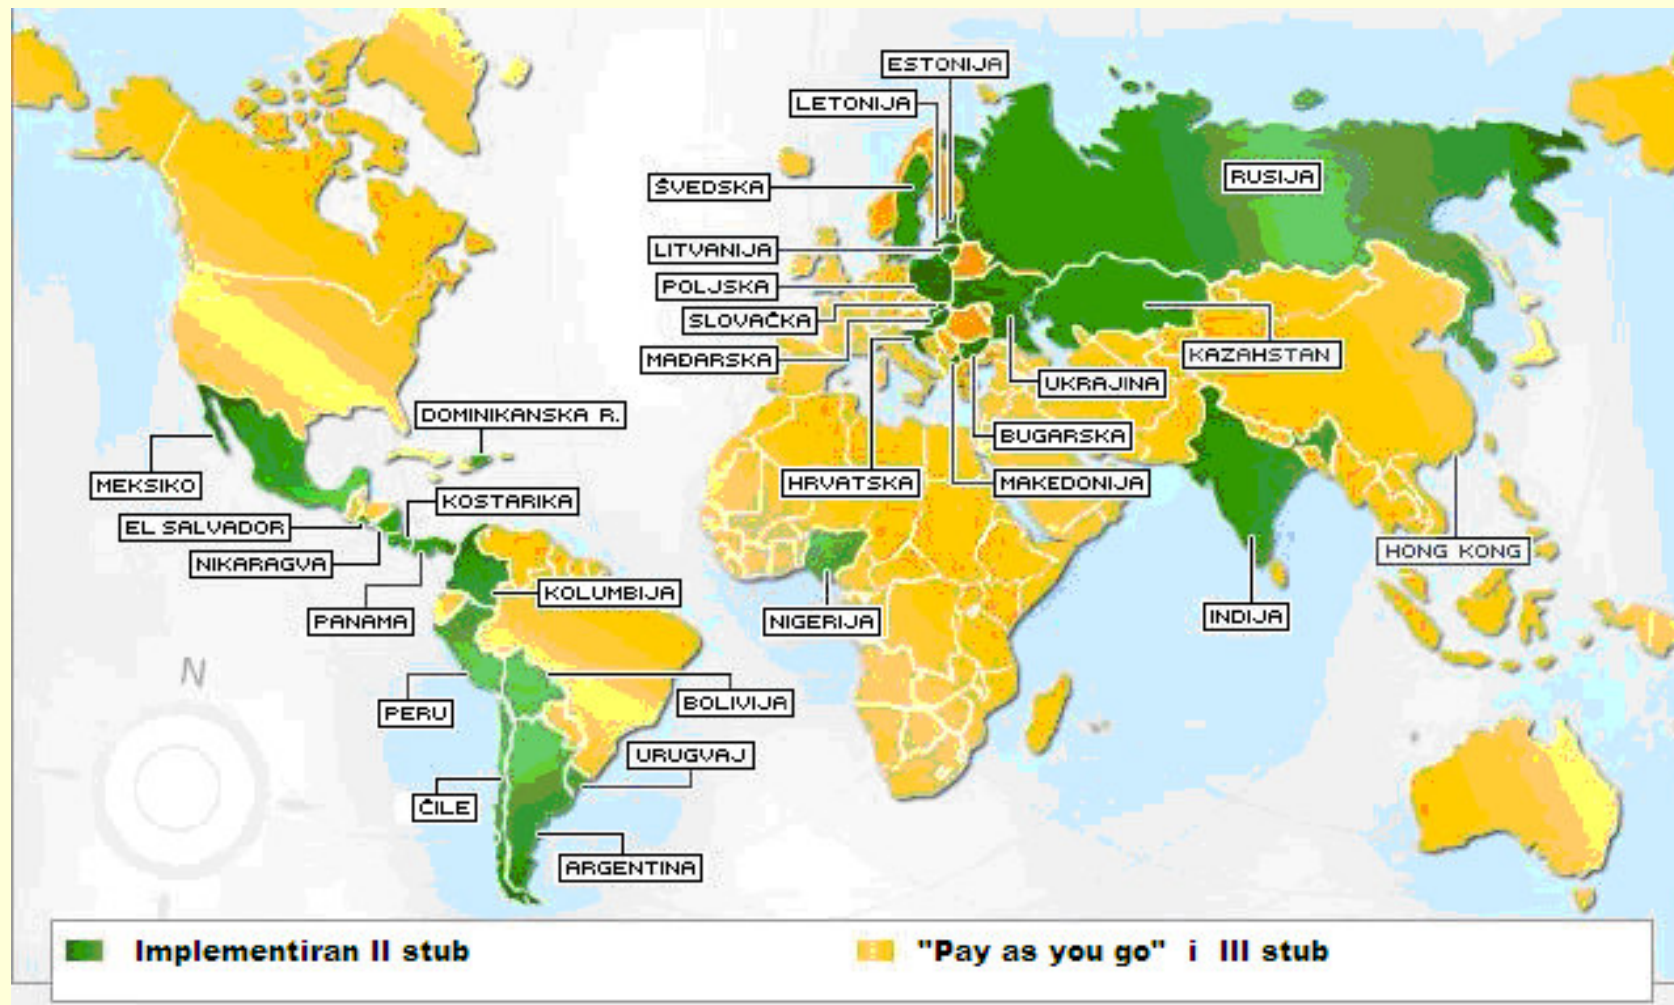 ESTONIJA
LETONIJA
ŠVEDSKA
RUSIJA
LITVANIJA
POLJSKA
SLOVAČKA
MAĐARSKA
KAZAHSTAN
UKRAJINA
DOMINIKANSKA R.
BUGARSKA
MEKSIKO
HRVATSKA
MAKEDONIJA
KOSTARIKA
EL SALVADOR
NIKARAGVA
HONG KONG
KOLUMBIJA
PANAMA
NIGERIJA
INDIJA
N
PERU
BOLIVIJA
URUGVAJ
ČILE
ARGENTINA
Implementiran II stub
"Pay as you go" i III stub